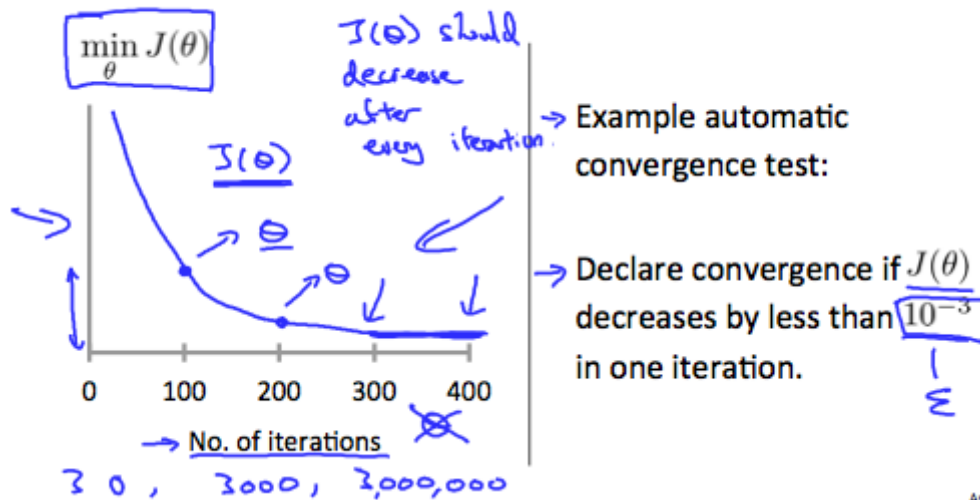 min J(θ)
θ
J(θ) should
decrease
after
every iteration.
J(θ)
θ
θ
0 100 200 300 400
→ No. of iterations
θ
30, 3000, 3,000,000
→ Example automatic
convergence test:
→ Declare convergence if J(θ)
decreases by less than 10⁻³
in one iteration.
ε